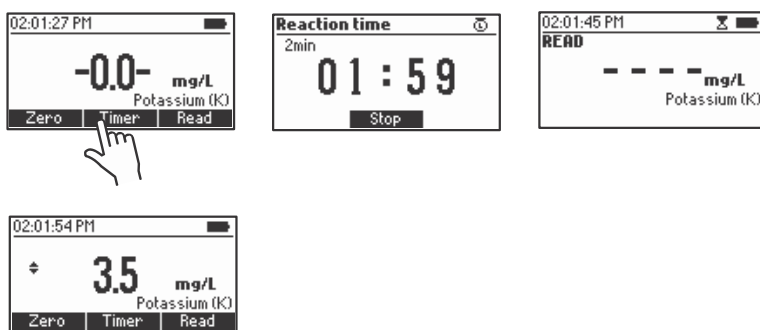 02:01:27 PM
-0.0- mg/L
Potassium (K)
Zero Timer Read
Reaction time
2min
01:59
Stop
02:01:45 PM
READ
---- mg/L
Potassium (K)
02:01:54 PM
3.5 mg/L
Potassium (K)
Zero Timer Read